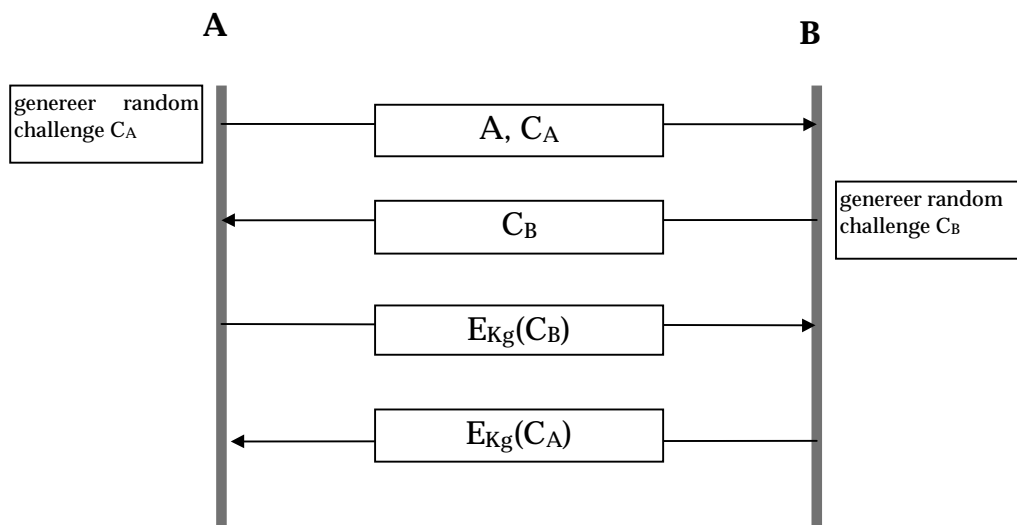 A
B
genereer random
challenge CA
A, CA
CB
genereer random
challenge CB
EKg(CB)
EKg(CA)